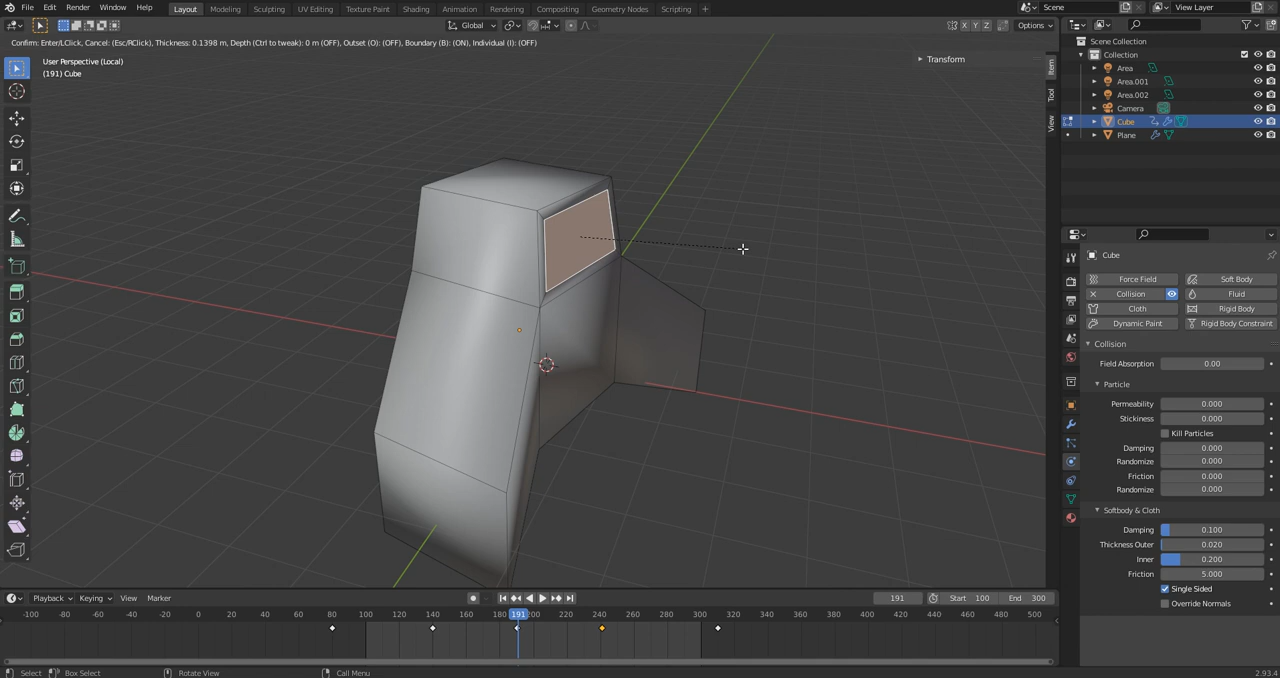 File Edit Render Window Help Layout Modeling Sculpting UV Editing Texture Paint Shading Animation Rendering Compositing Geometry Nodes Scripting + Scene View Layer
Global X Y Z Options
Confirm: Enter/LClick, Cancel: (Esc/RClick), Thickness: 0.1398 m, Depth (Ctrl to tweak): 0 m (OFF), Outset (O): (OFF), Boundary (B): (ON), Individual (I): (OFF)
User Perspective (Local)
(191) Cube
Transform
Item
Tool
View
Scene Collection
Collection
Area
Area.001
Area.002
Camera
Cube
Plane
Cube
Force Field Soft Body
Collision Fluid
Cloth Rigid Body
Dynamic Paint Rigid Body Constraint
Collision
Field Absorption 0.00
Particle
Permeability 0.000
Stickiness 0.000
Kill Particles
Damping 0.000
Randomize 0.000
Friction 0.000
Randomize 0.000
Softbody & Cloth
Damping 0.100
Thickness Outer 0.020
Inner 0.200
Friction 5.000
Single Sided
Override Normals
Playback Keying View Marker 191 Start 100 End 300
-100 -80 -60 -40 -20 0 20 40 60 80 100 120 140 160 180 191 200 220 240 260 280 300 320 340 360 380 400 420 440 460 480 500
Select Box Select Rotate View Call Menu 2.93.4